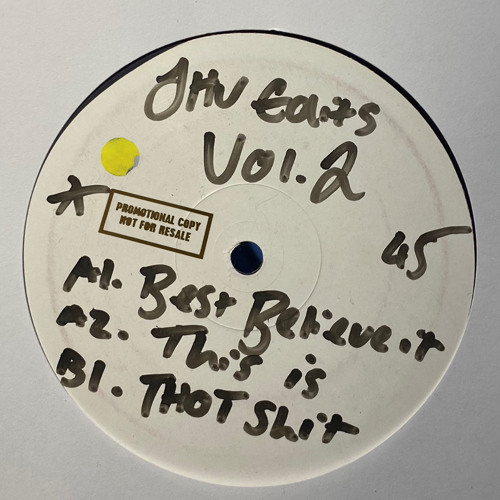 JHV Edits
Vol. 2
PROMOTIONAL COPY
NOT FOR RESALE
45
A1. Best Believe it
A2. This is
B1. THOT Shit